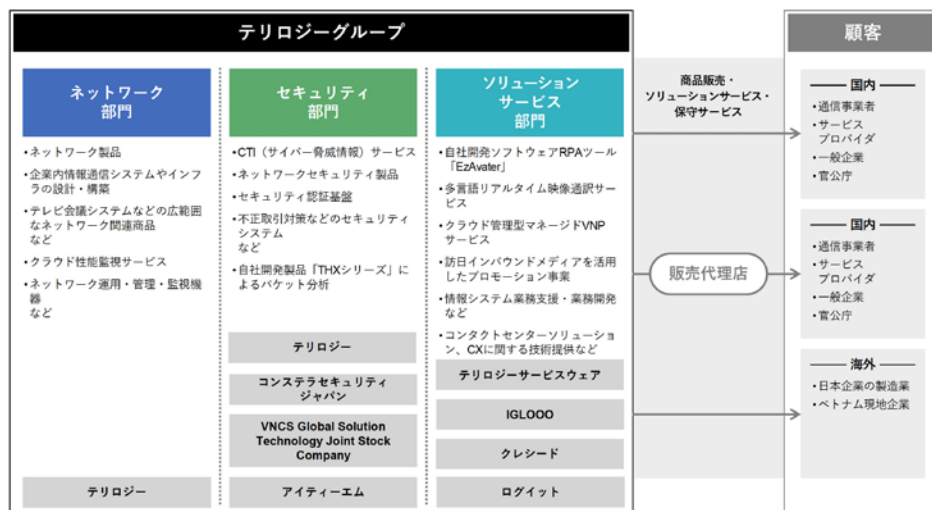 テリロジーグループ
顧客
ネットワーク
部門
・ネットワーク製品
・企業内情報通信システムやインフ
ラの設計・構築
・テレビ会議システムなどの広範囲
なネットワーク関連商品
など
・クラウド性能監視サービス
・ネットワーク運用・管理・監視機
器
など
テリロジー
セキュリティ
部門
・CTI（サイバー脅威情報）サービス
・ネットワークセキュリティ製品
・セキュリティ認証基盤
・不正取引対策などのセキュリティ
システム
など
・自社開発製品「THXシリーズ」に
よるパケット分析
テリロジー
コンステラセキュリティ
ジャパン
VNCS Global Solution
Technology Joint Stock
Company
アイティーエム
ソリューション
サービス
部門
・自社開発ソフトウェアRPAツール
「EzAvater」
・多言語リアルタイム映像通訳サー
ビス
・クラウド管理型マネージドVNP
サービス
・訪日インバウンドメディアを活用
したプロモーション事業
・情報システム業務支援・業務開発
など
・コンタクトセンターソリューショ
ン、CXに関する技術提供など
テリロジーサービスウェア
IGLOOO
クレシード
ログイット
商品販売・
ソリューションサービス・
保守サービス
販売代理店
国内
・通信事業者
・サービス
プロバイダ
・一般企業
・官公庁
国内
・通信事業者
・サービス
プロバイダ
・一般企業
・官公庁
海外
・日本企業の製造業
・ベトナム現地企業